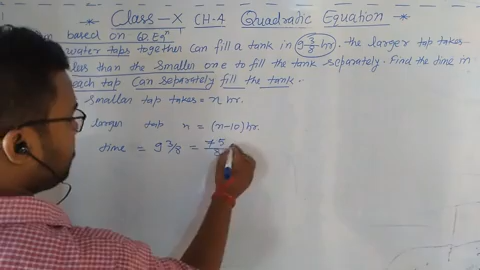 * Class-X CH-4 Quadratic Equation *
based on Q.Eqⁿ
water taps together can fill a tank in 9 3/8 hr. the larger tap takes
less than the smaller one to fill the tank separately. Find the time in
each tap can separately fill the tank.
smaller tap takes = n hr.
larger tap n = (n-10) hr.
time = 9 3/8 = 75/8